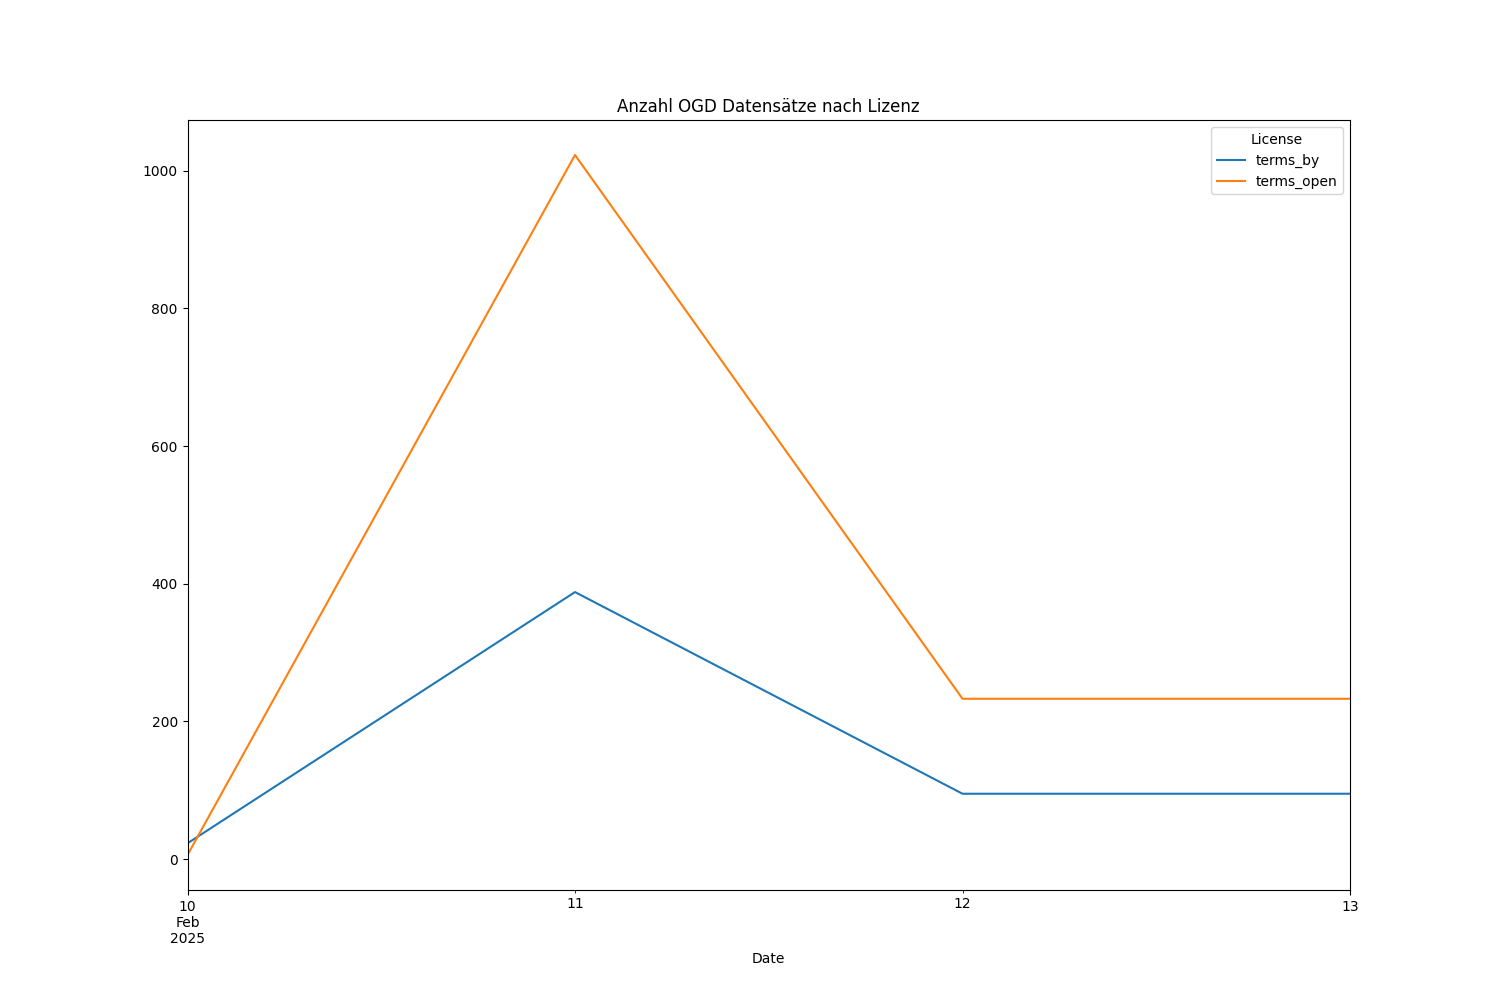 Anzahl OGD Datensätze nach Lizenz
License
terms_by
terms_open
1000
800
600
400
200
0
10 11 12 13
Feb
2025
Date